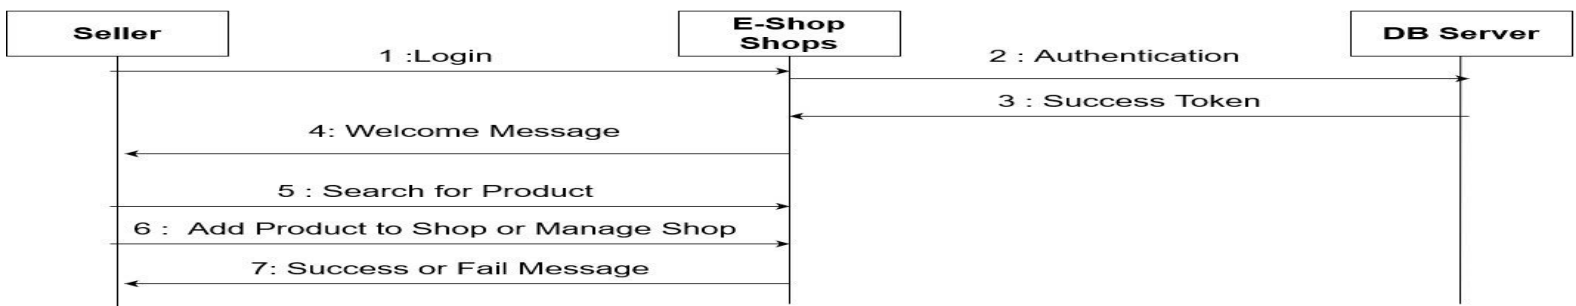 Seller
E-Shop
Shops
DB Server
1 :Login
2 : Authentication
3 : Success Token
4: Welcome Message
5 : Search for Product
6 : Add Product to Shop or Manage Shop
7: Success or Fail Message